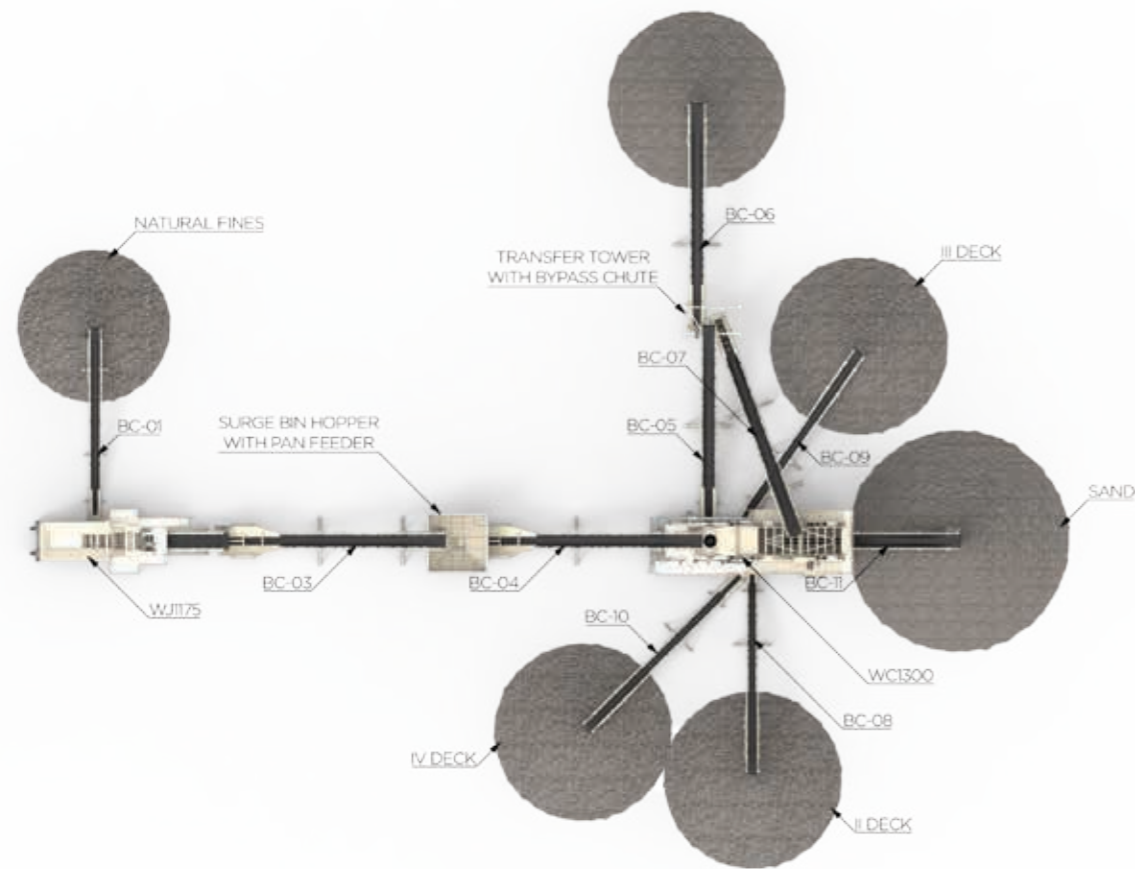 BC-06
NATURAL FINES
TRANSFER TOWER
WITH BYPASS CHUTE
III DECK
BC-07
SURGE BIN HOPPER
WITH PAN FEEDER
BC-01
BC-05
BC-09
SAND
BC-03
BC-04
BC-11
WJ1175
BC-10
WC1300
BC-08
IV DECK
II DECK